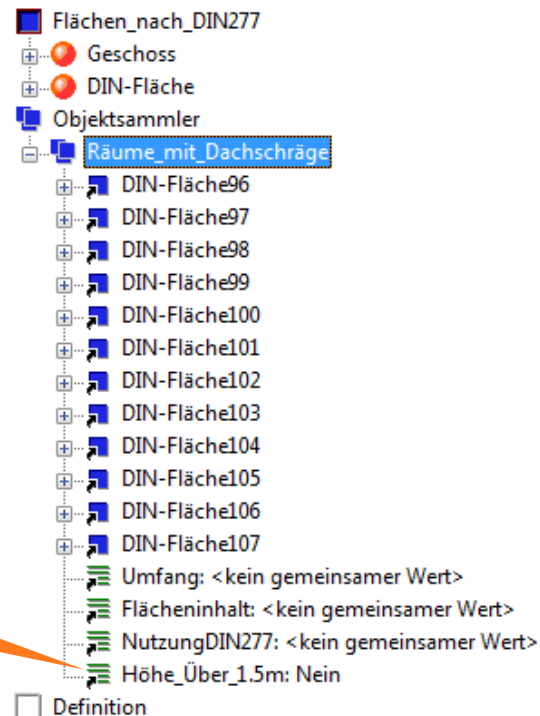 Flächen_nach_DIN277
Geschoss
DIN-Fläche
Objektsammler
Räume_mit_Dachschräge
DIN-Fläche96
DIN-Fläche97
DIN-Fläche98
DIN-Fläche99
DIN-Fläche100
DIN-Fläche101
DIN-Fläche102
DIN-Fläche103
DIN-Fläche104
DIN-Fläche105
DIN-Fläche106
DIN-Fläche107
Umfang: <kein gemeinsamer Wert>
Flächeninhalt: <kein gemeinsamer Wert>
NutzungDIN277: <kein gemeinsamer Wert>
Höhe_Über_1.5m: Nein
Definition